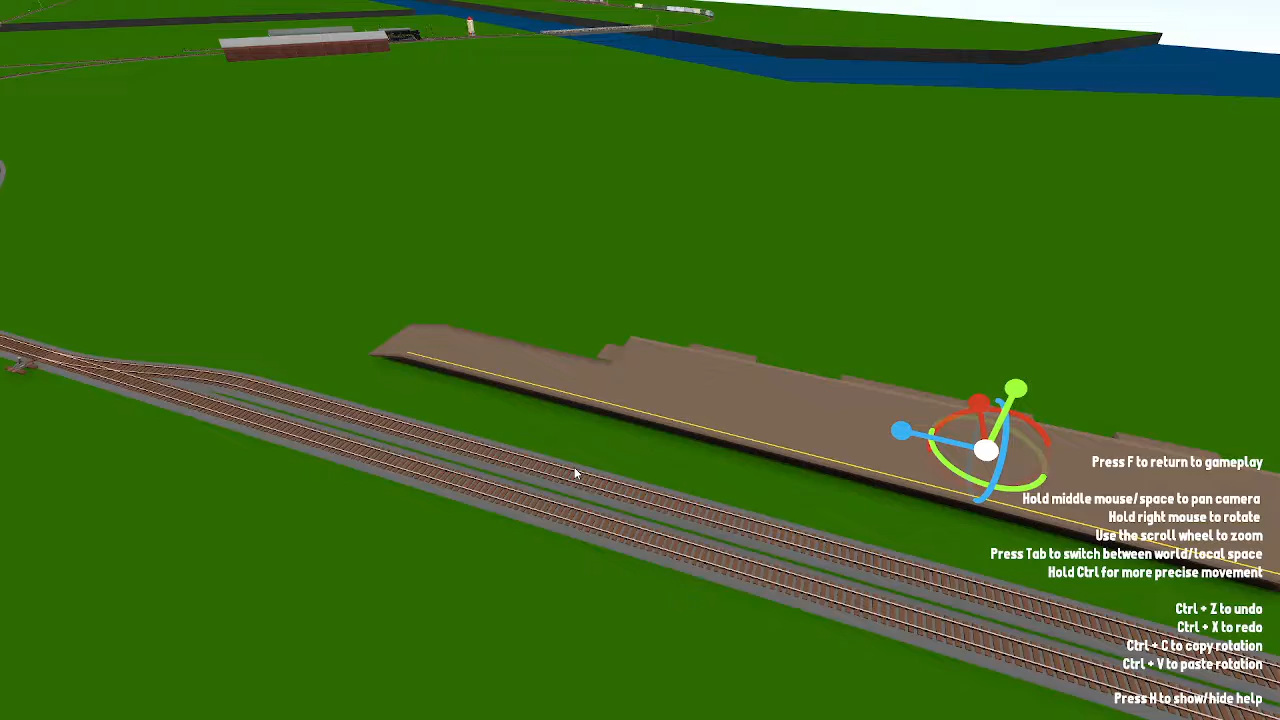 Press F to return to gameplay
Hold middle mouse/space to pan camera
Hold right mouse to rotate
Use the scroll wheel to zoom
Press Tab to switch between world/local space
Hold Ctrl for more precise movement
Ctrl + Z to undo
Ctrl + X to redo
Ctrl + C to copy rotation
Ctrl + V to paste rotation
Press H to show/hide help